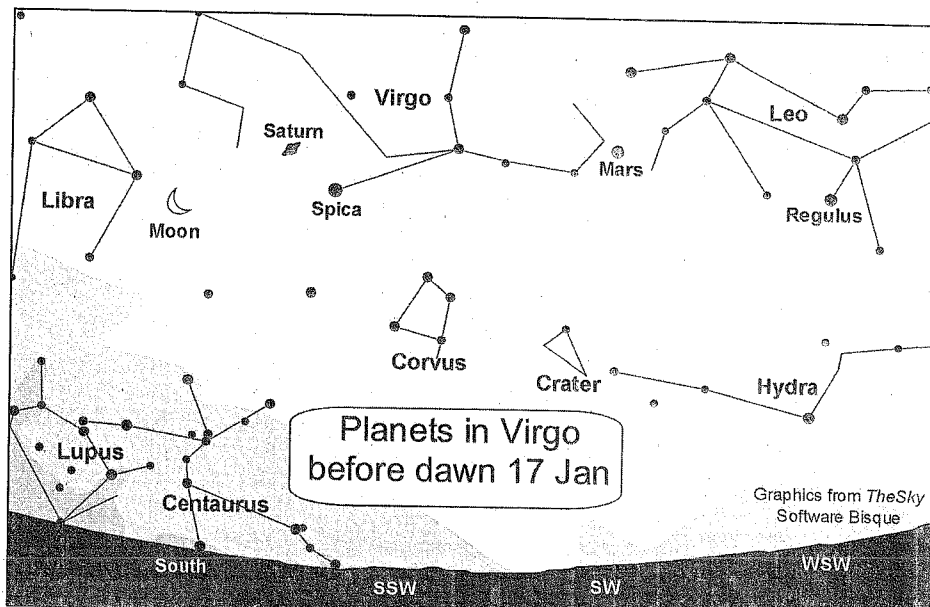 Virgo
Leo
Saturn
Mars
Libra
Moon
Spica
Regulus
Corvus
Crater
Hydra
Lupus
Centaurus
Planets in Virgo
before dawn 17 Jan
Graphics from TheSky
Software Bisque
South
SSW
SW
WSW